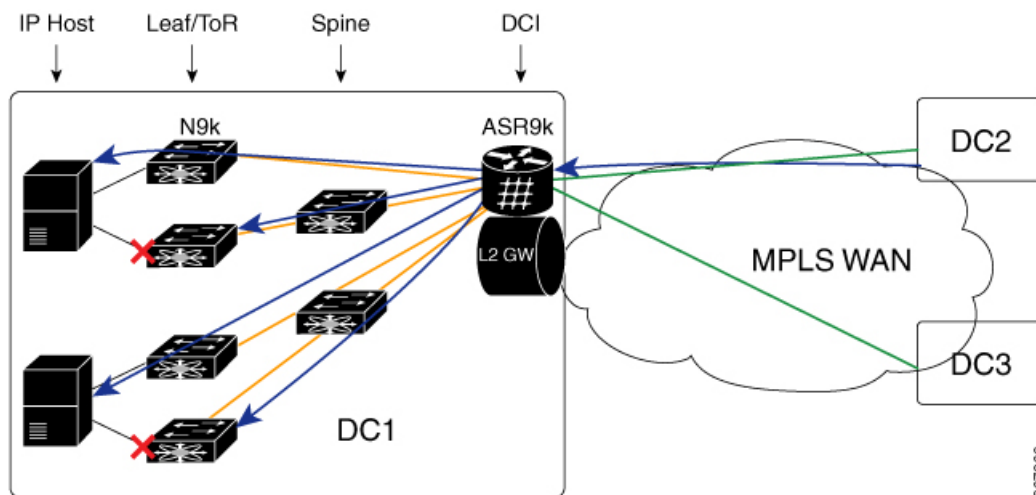 IP Host
Leaf/ToR
Spine
DCI
N9k
ASR9k
DC2
L2 GW
MPLS WAN
DC3
DC1